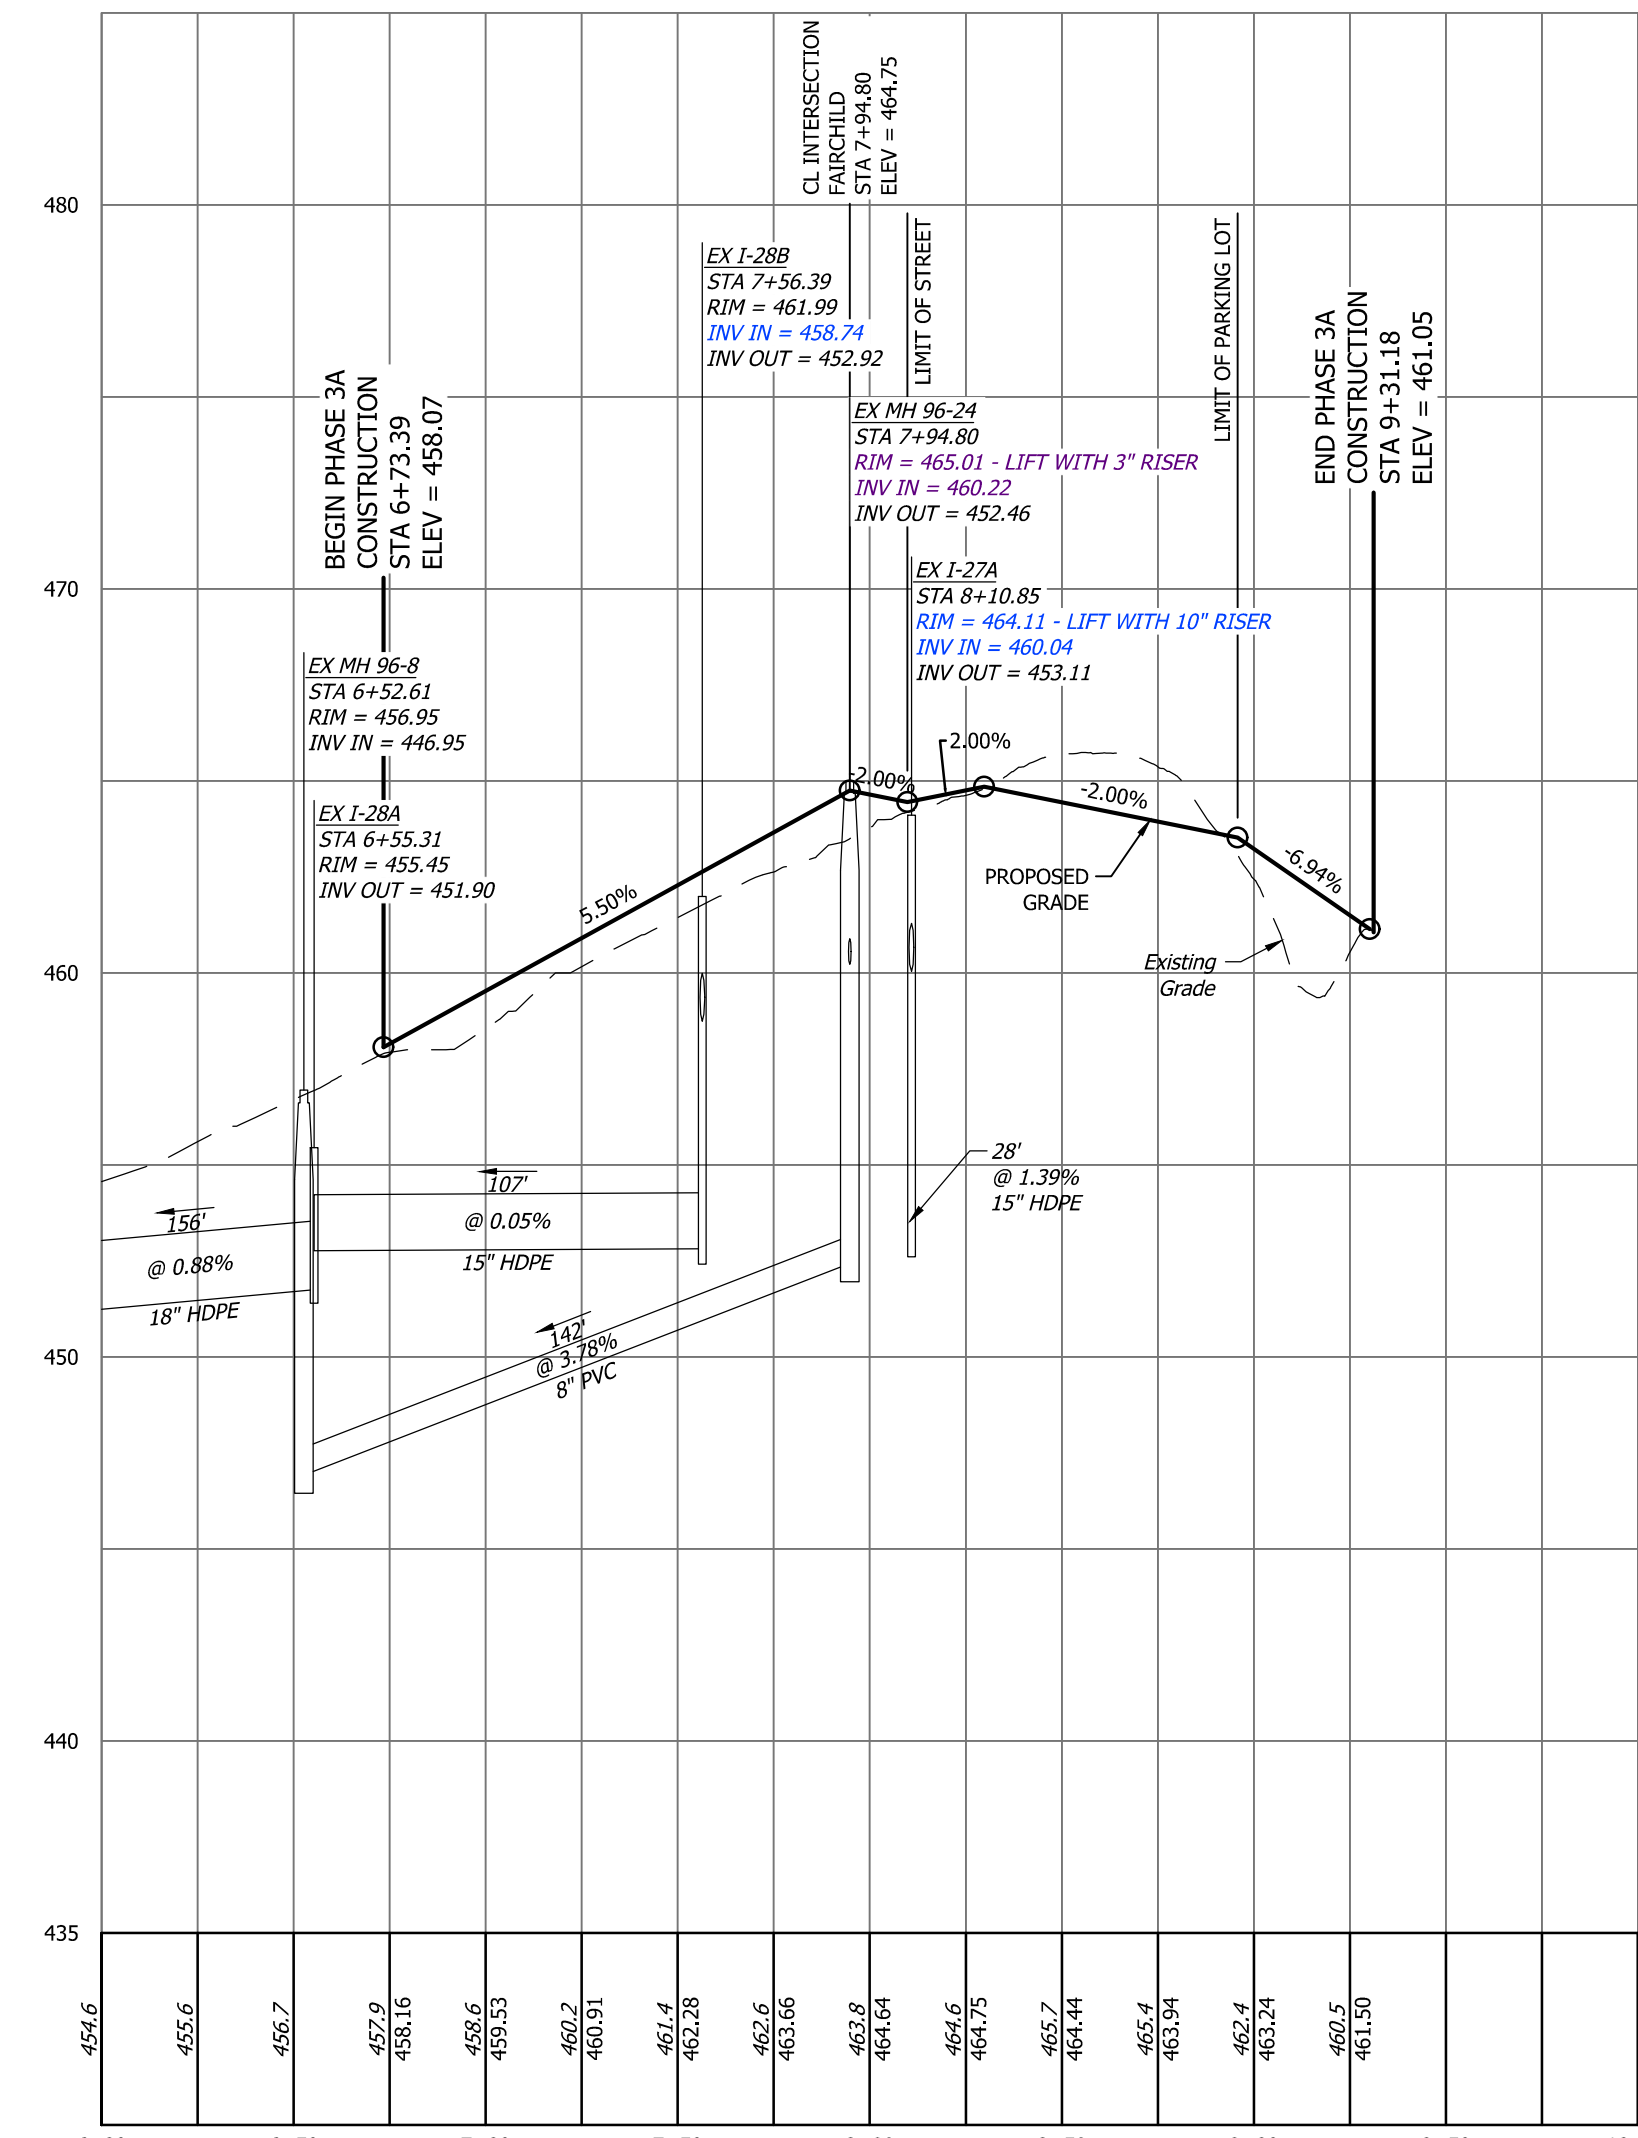 CL INTERSECTION
FAIRCHILD
STA 7+94.80
ELEV = 464.75
480
EX I-28B
STA 7+56.39
RIM = 461.99
INV IN = 458.74
INV OUT = 452.92
LIMIT OF STREET
LIMIT OF PARKING LOT
END PHASE 3A
CONSTRUCTION
STA 9+31.18
ELEV = 461.05
BEGIN PHASE 3A
CONSTRUCTION
STA 6+73.39
ELEV = 458.07
EX MH 96-24
STA 7+94.80
RIM = 465.01 - LIFT WITH 3" RISER
INV IN = 460.22
INV OUT = 452.46
470
EX I-27A
STA 8+10.85
RIM = 464.11 - LIFT WITH 10" RISER
INV IN = 460.04
INV OUT = 453.11
EX MH 96-8
STA 6+52.61
RIM = 456.95
INV IN = 446.95
EX I-28A
STA 6+55.31
RIM = 455.45
INV OUT = 451.90
5.50%
-2.00%
2.00%
-2.00%
-6.94%
PROPOSED
GRADE
Existing
Grade
460
28'
@ 1.39%
15" HDPE
107'
@ 0.05%
15" HDPE
156'
@ 0.88%
18" HDPE
142'
@ 3.78%
8" PVC
450
440
435
454.6
455.6
456.7
457.9
458.16
458.6
459.53
460.2
460.91
461.4
462.28
462.6
463.66
463.8
464.64
464.6
464.75
465.7
464.44
465.4
463.94
462.4
463.24
460.5
461.50